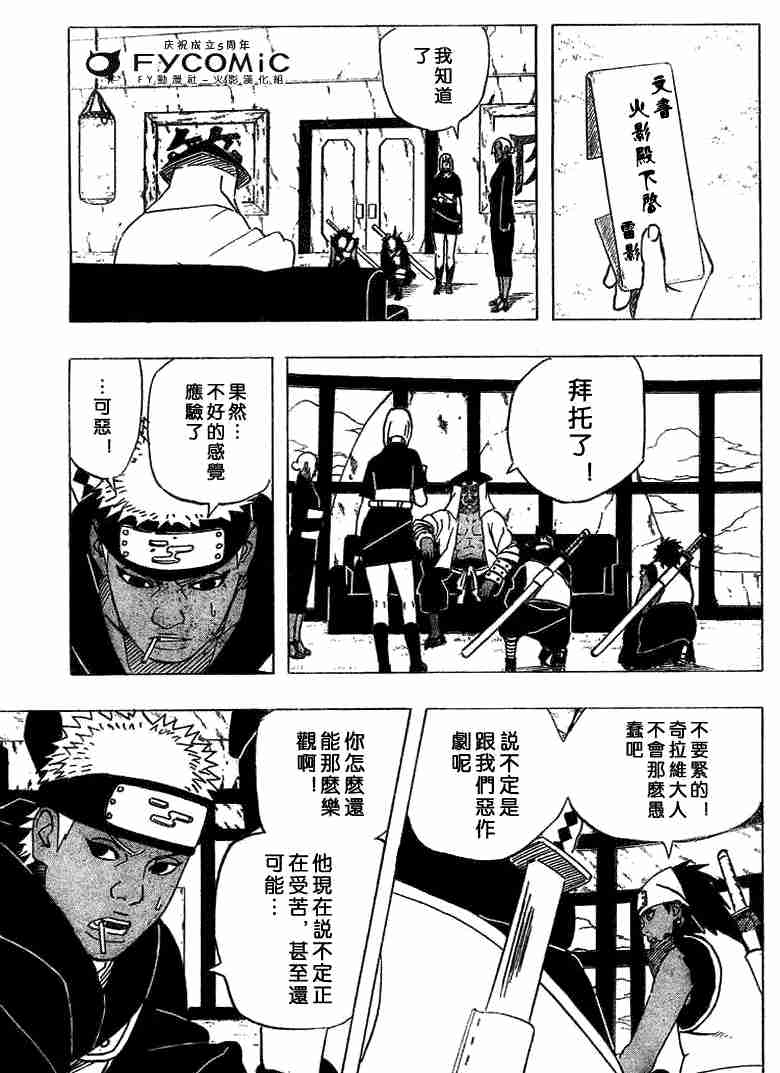 文書
火影殿下啓
雷影
我知道
了
慶祝成立5周年
FYCOMiC
FY動漫社－火影漢化組
拜托了！
果然…
不好的感覺
應驗了
…可惡！
不要緊的！
奇拉維大人
不會那麼愚
蠢吧
説不定是
跟我們惡作
劇呢
你怎麼還
能那麼樂
觀啊！
他現在説不定正
在受苦，甚至還
可能…